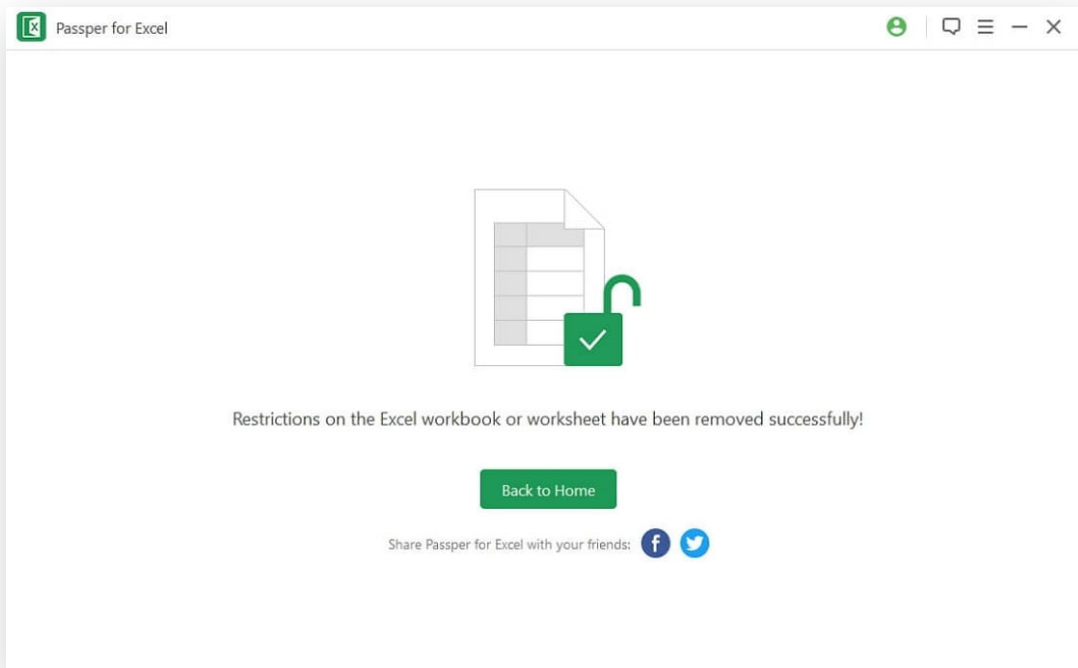 Passper for Excel
Restrictions on the Excel workbook or worksheet have been removed successfully!
Back to Home
Share Passper for Excel with your friends: